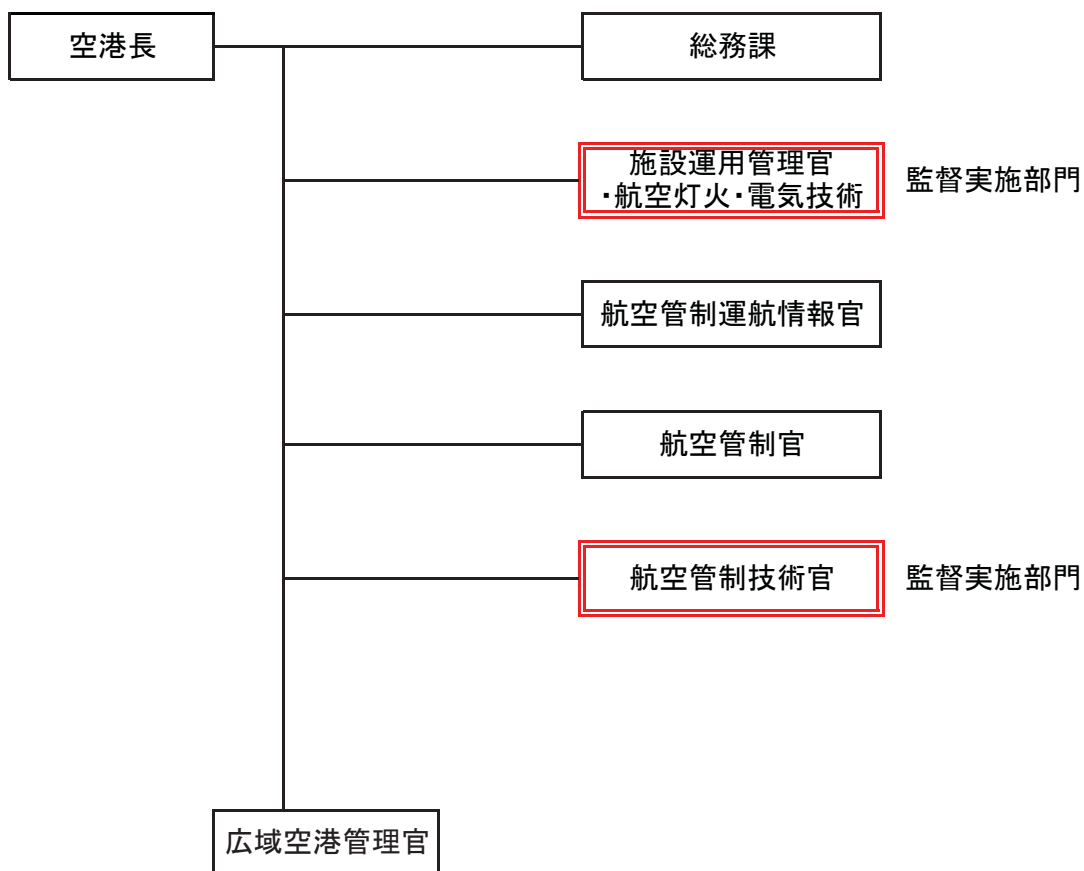 空港長
総務課
施設運用管理官
・航空灯火・電気技術
監督実施部門
航空管制運航情報官
航空管制官
航空管制技術官
監督実施部門
広域空港管理官